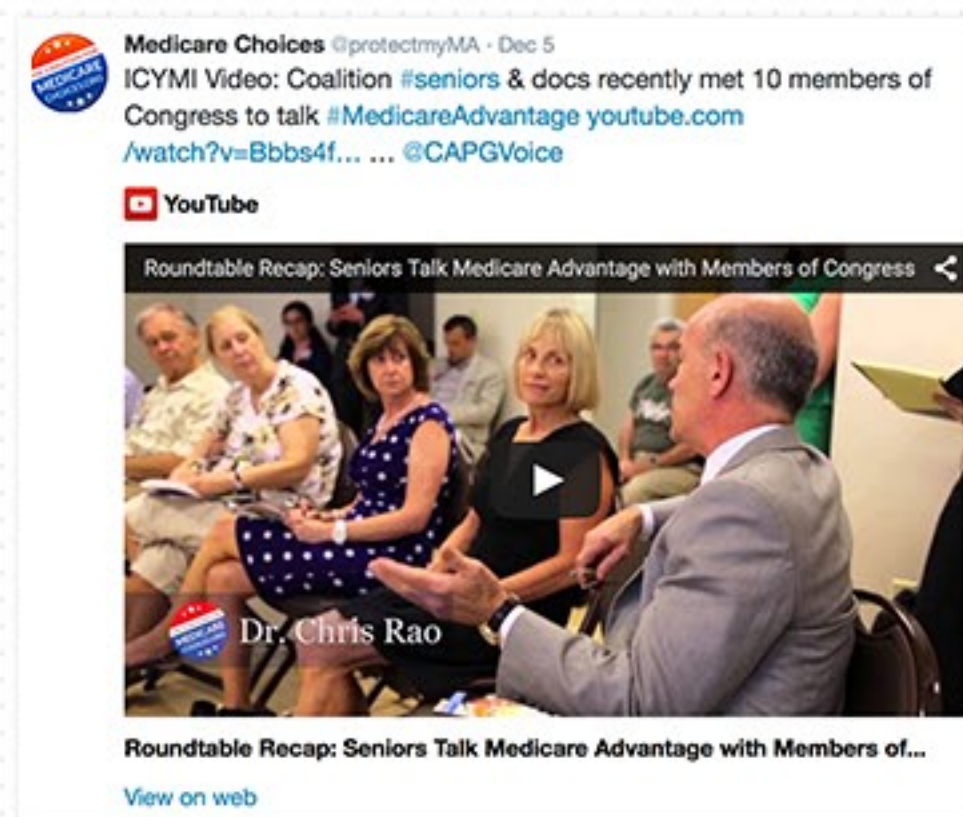 Medicare Choices @protectmyMA · Dec 5
ICYMI Video: Coalition #seniors & docs recently met 10 members of
Congress to talk #MedicareAdvantage youtube.com
/watch?v=Bbbs4f... ... @CAPGVoice
YouTube
Roundtable Recap: Seniors Talk Medicare Advantage with Members of Congress
MEDICARE
Dr. Chris Rao
Roundtable Recap: Seniors Talk Medicare Advantage with Members of...
View on web